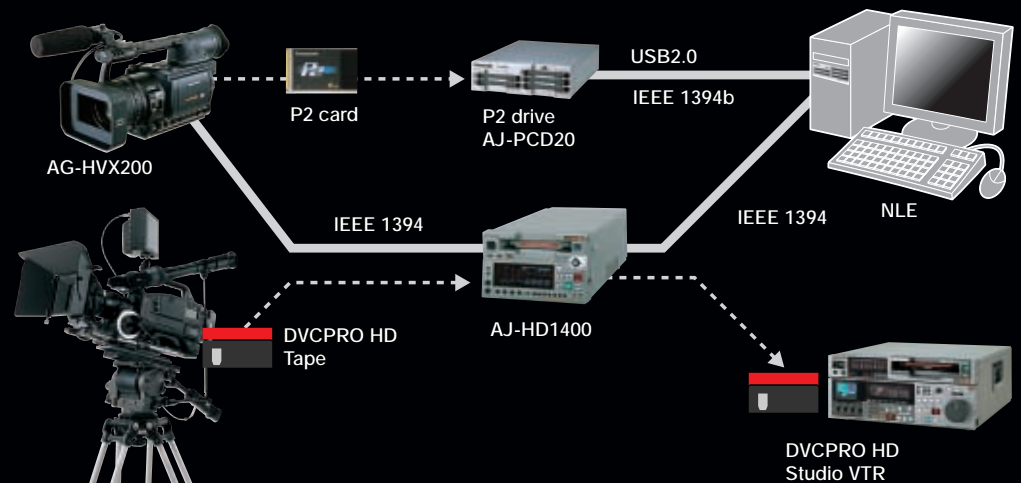 USB2.0
IEEE 1394b
P2
P2 card
P2 drive
AJ-PCD20
AG-HVX200
NLE
IEEE 1394
IEEE 1394
AJ-HD1400
DVCPRO HD
Tape
DVCPRO HD
Studio VTR